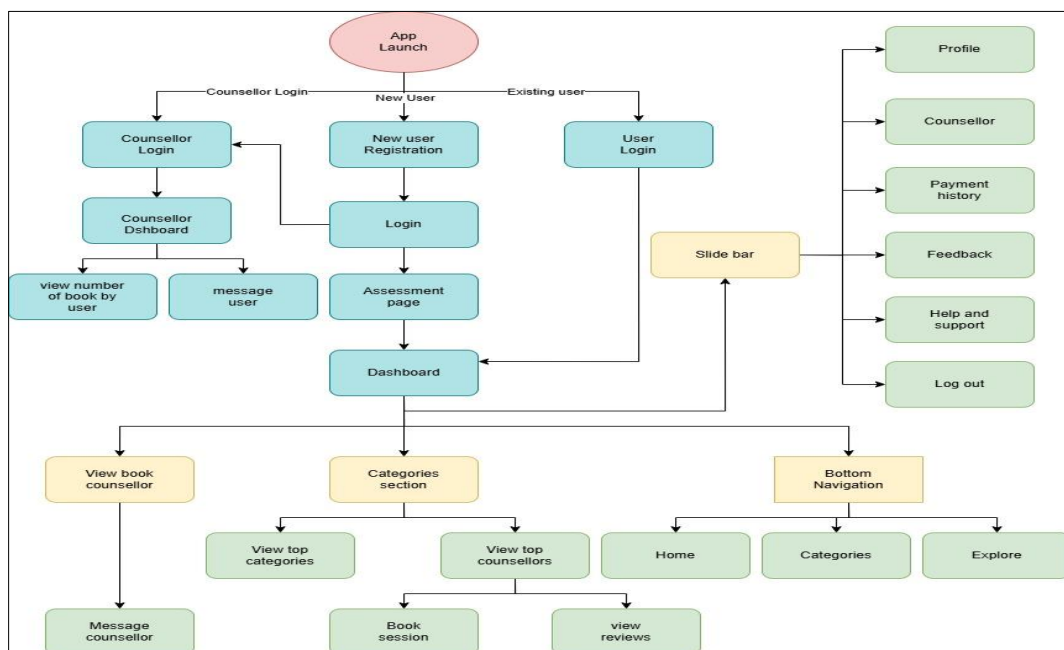 App
Launch
Counsellor Login
New User
Existing user
Counsellor
Login
New user
Registration
User
Login
Counsellor
Dshboard
Login
view number
of book by
user
message
user
Assessment
page
Dashboard
Slide bar
Profile
Counsellor
Payment
history
Feedback
Help and
support
Log out
View book
counsellor
Categories
section
Bottom
Navigation
View top
categories
View top
counsellors
Home
Categories
Explore
Message
counsellor
Book
session
view
reviews